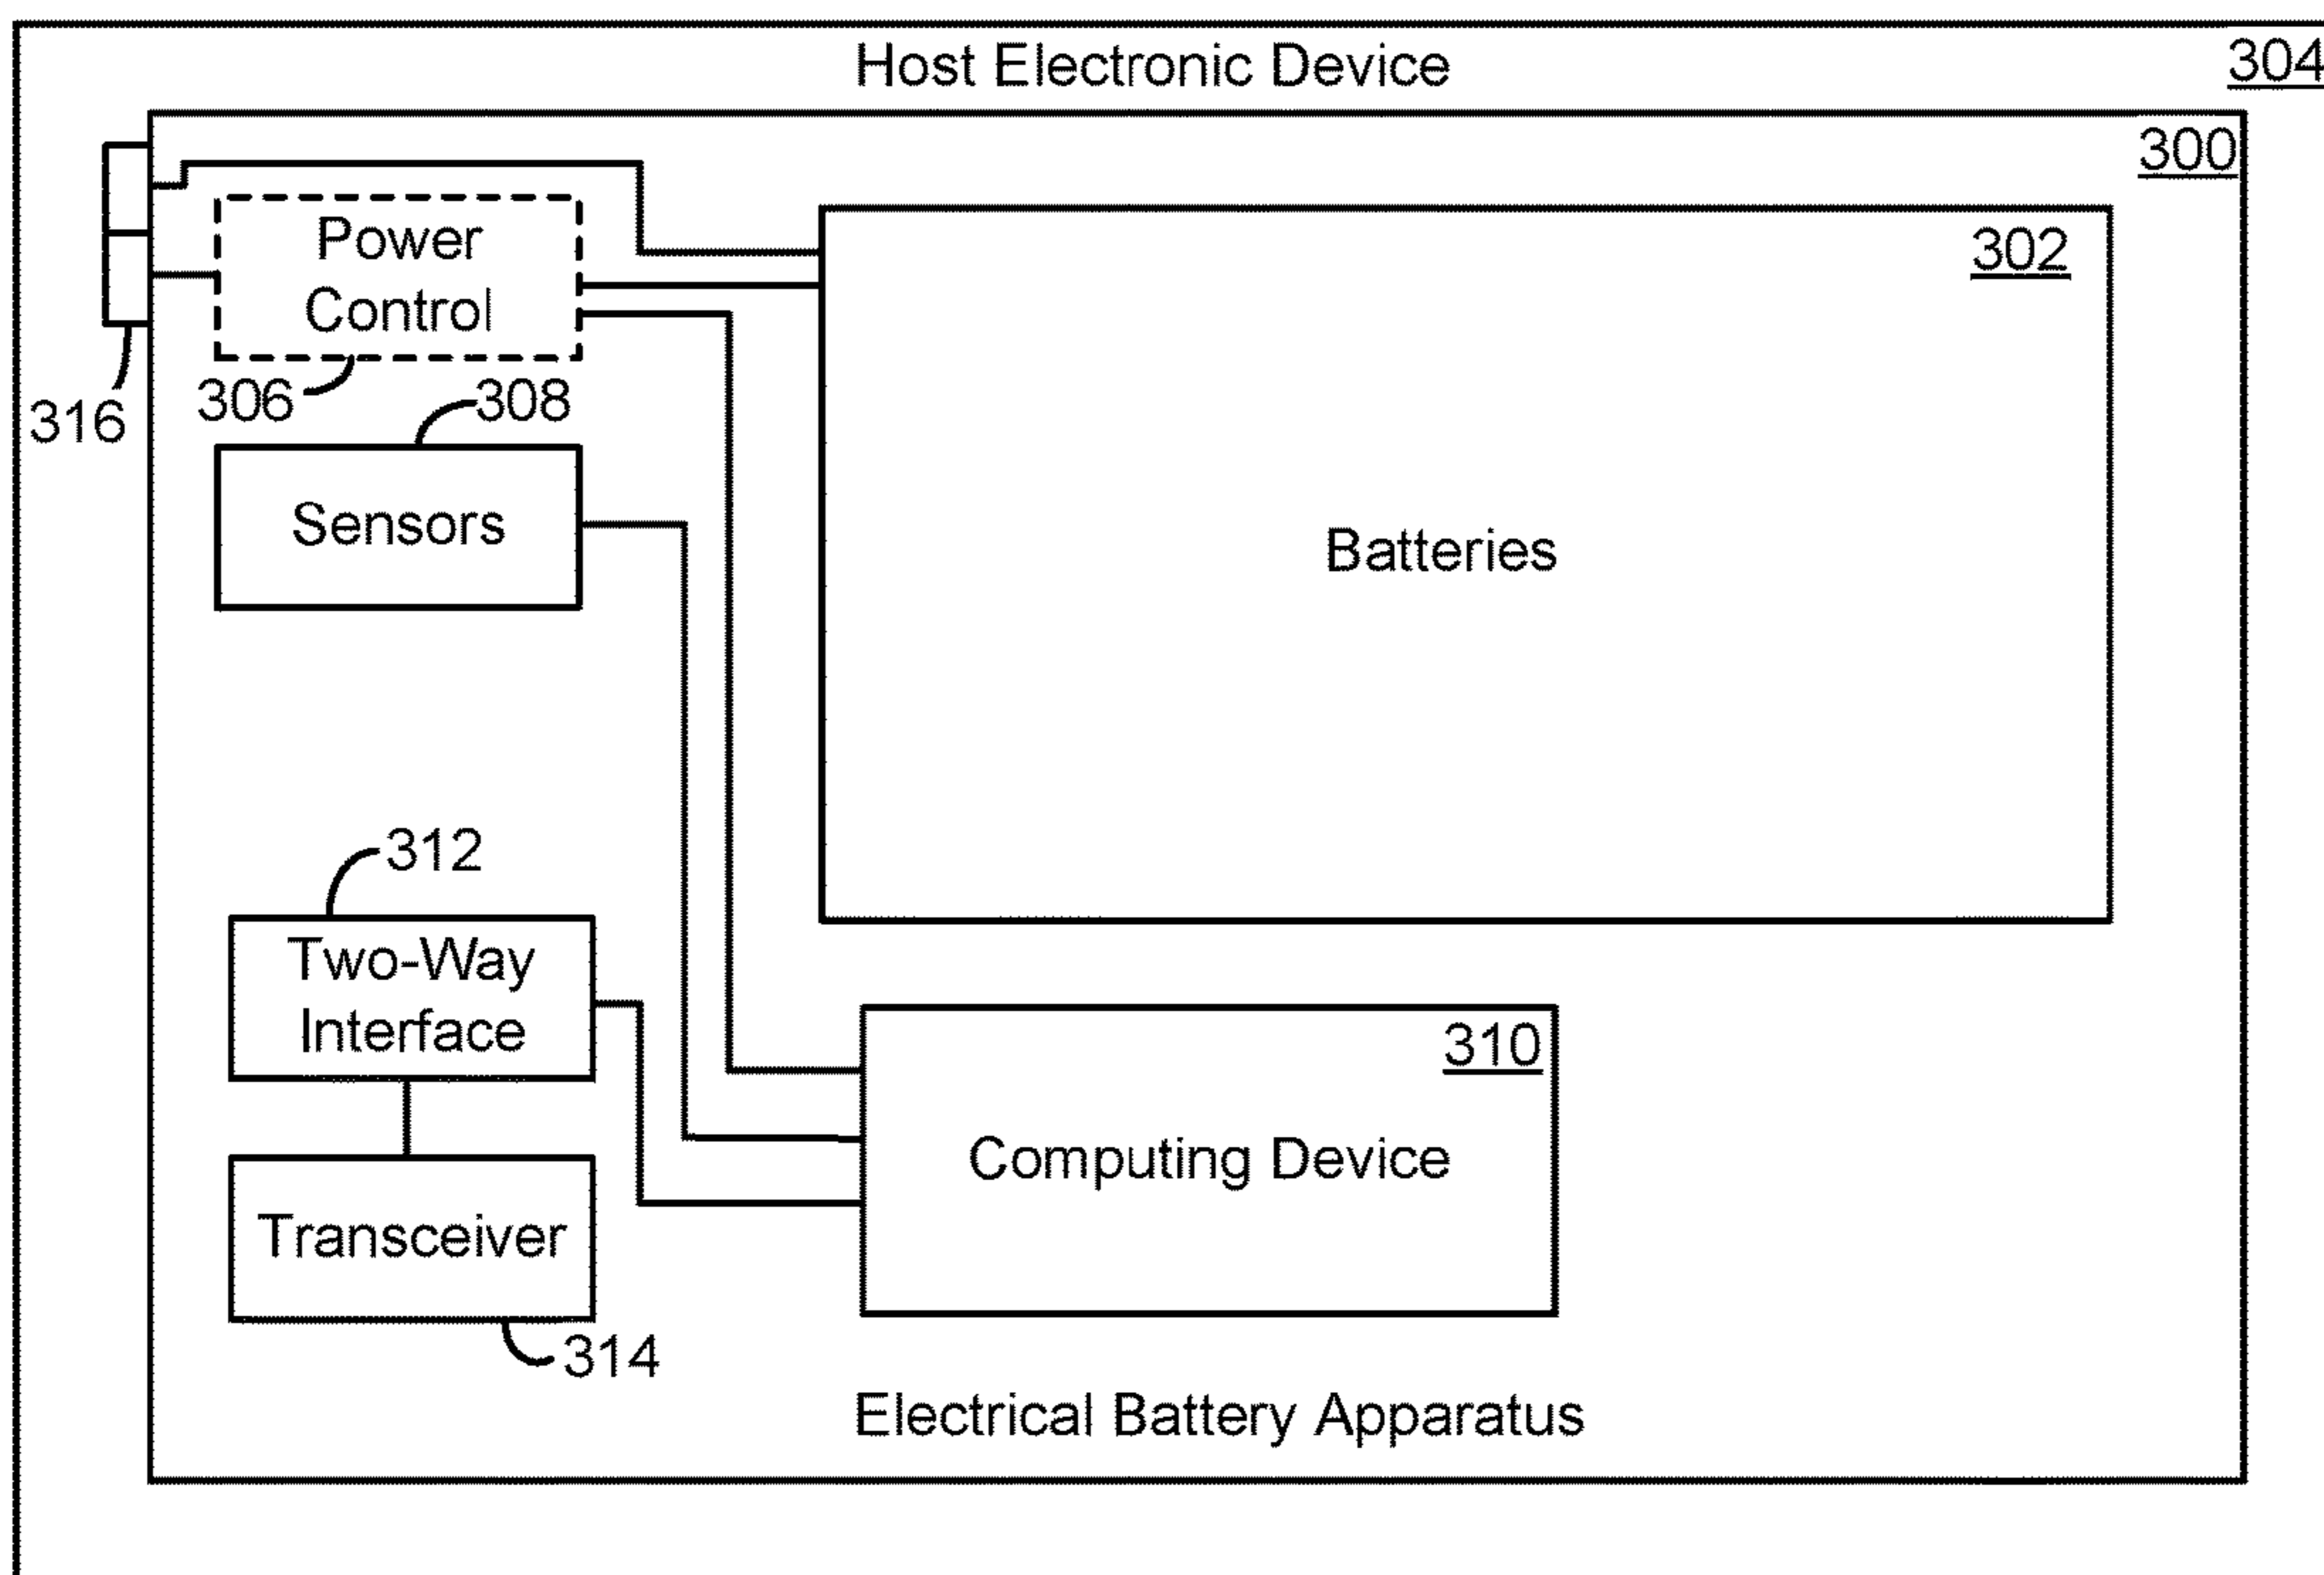 Host Electronic Device
304
300
302
Power
Control
306
308
316
Sensors
Batteries
312
Two-Way
Interface
310
Computing Device
Transceiver
314
Electrical Battery Apparatus